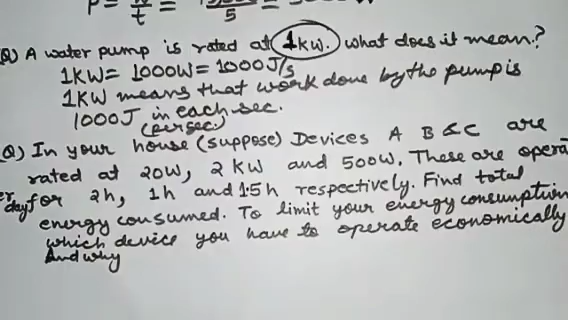 P = W/t = 5
Q) A water pump is rated at 1KW. what does it mean?
1KW = 1000W = 1000J/s
1KW means that work done by the pump is
1000J in each sec.
(per sec.)
Q) In your house (suppose) Devices A B & C are
rated at 20W, 2 KW and 500W. These are opera
day for 2h, 1h and 1.5h respectively. Find total
energy consumed. To limit your energy consumption
which device you have to operate economically
And why